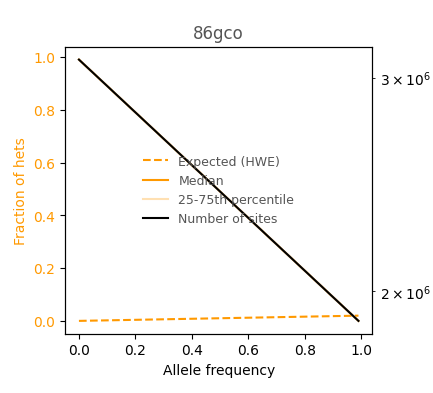 86gco
1.0
0.8
0.6
0.4
0.2
0.0
Fraction of hets
Expected (HWE)
Median
25-75th percentile
Number of sites
3 × 10⁶
2 × 10⁶
0.0 0.2 0.4 0.6 0.8 1.0
Allele frequency